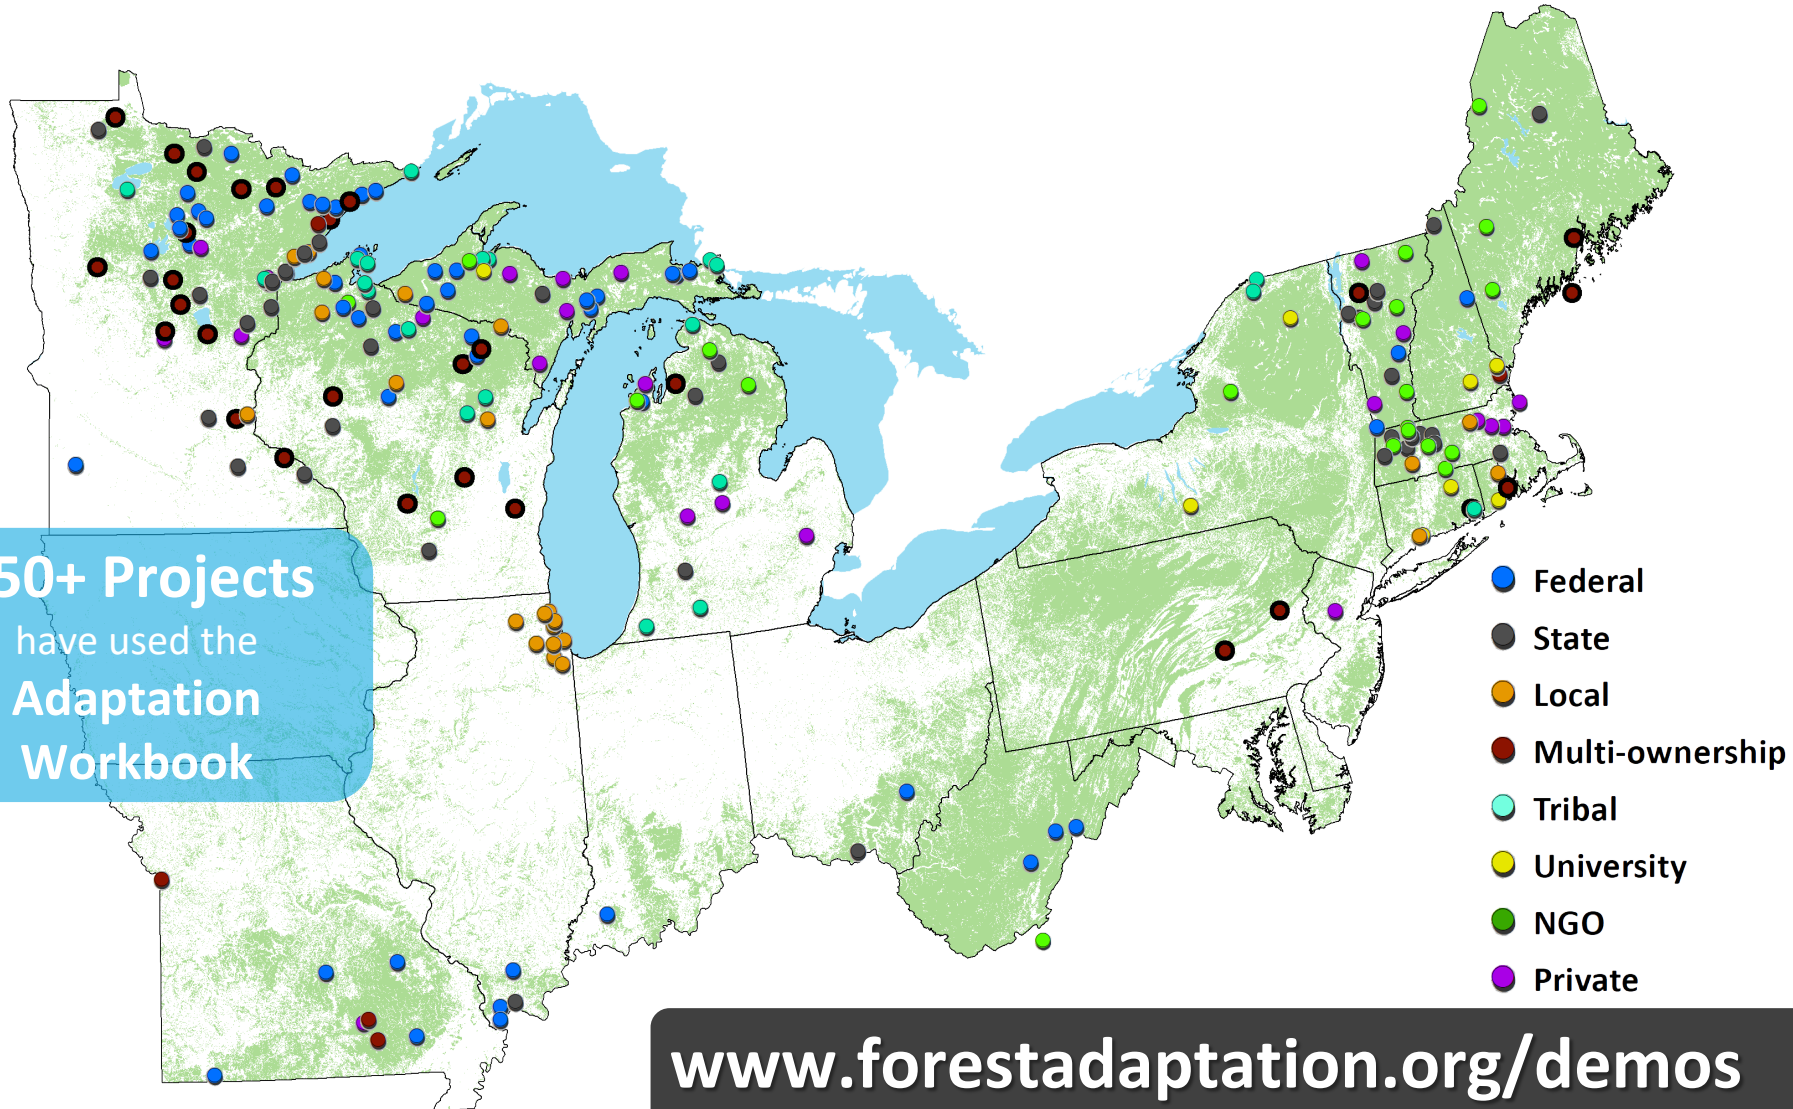 50+ Projects
have used the
Adaptation
Workbook
Federal
State
Local
Multi-ownership
Tribal
University
NGO
Private
www.forestadaptation.org/demos